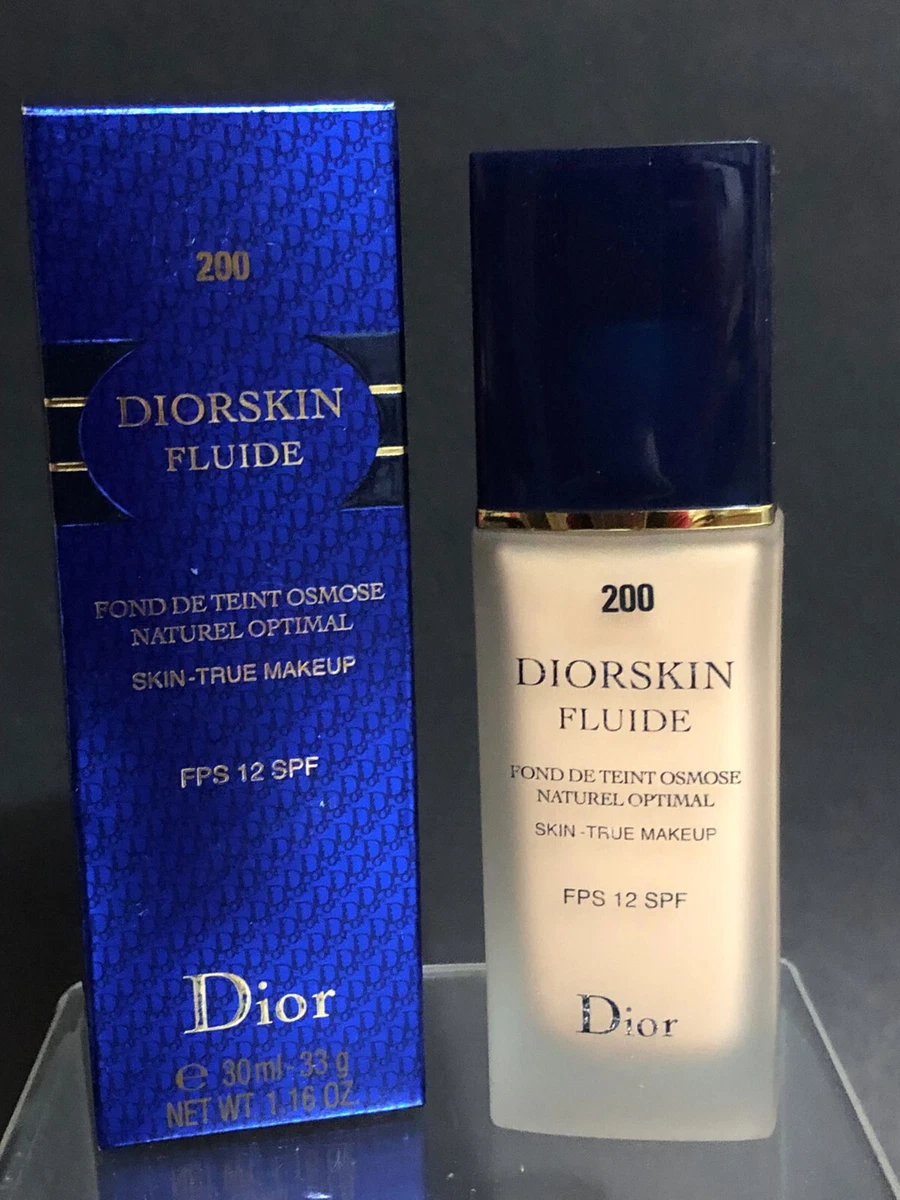 200
DIORSKIN
FLUIDE
FOND DE TEINT OSMOSE
NATUREL OPTIMAL
SKIN-TRUE MAKEUP
FPS 12 SPF
Dior
e 30ml-33g
NET WT. 1.16 OZ.
200
DIORSKIN
FLUIDE
FOND DE TEINT OSMOSE
NATUREL OPTIMAL
SKIN-TRUE MAKEUP
FPS 12 SPF
Dior